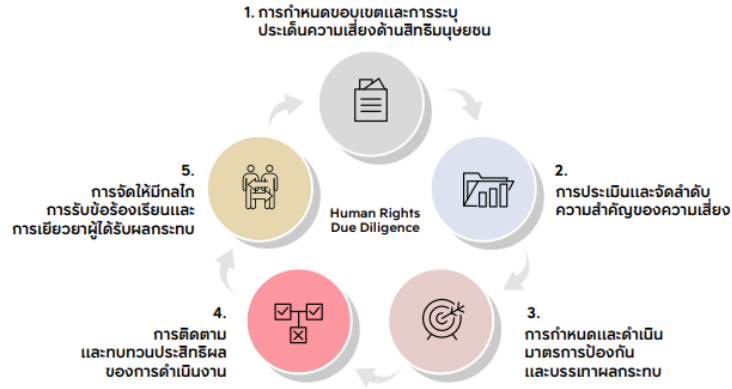 1. การกำหนดขอบเขตและการระบุ
ประเด็นความเสี่ยงด้านสิทธิมนุษยชน
2.
การประเมินและจัดลำดับ
ความสำคัญของความเสี่ยง
3.
การกำหนดและดำเนิน
มาตรการป้องกัน
และบรรเทาผลกระทบ
4.
การติดตาม
และทบทวนประสิทธิผล
ของการดำเนินงาน
5.
การจัดให้มีกลไก
การรับข้อร้องเรียนและ
การเยียวยาผู้ได้รับผลกระทบ
Human Rights
Due Diligence